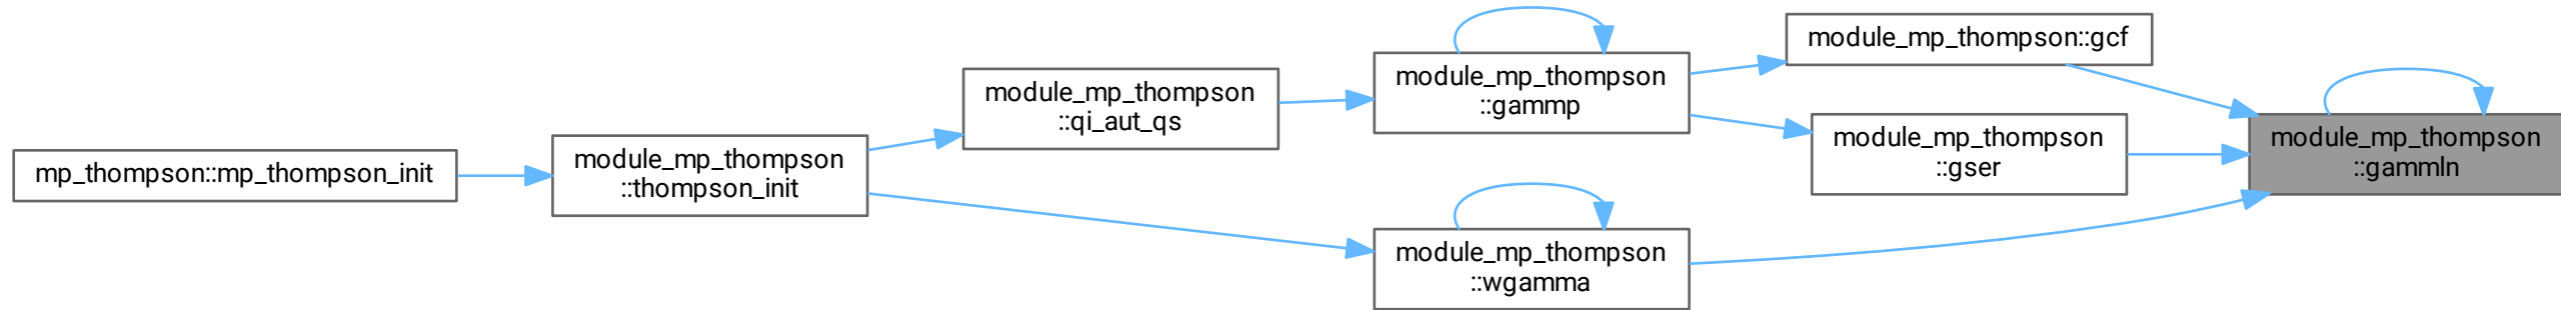 mp_thompson::mp_thompson_init
module_mp_thompson
::thompson_init
module_mp_thompson
::qi_aut_qs
module_mp_thompson
::gammp
module_mp_thompson
::wgamma
module_mp_thompson::gcf
module_mp_thompson
::gser
module_mp_thompson
::gammln